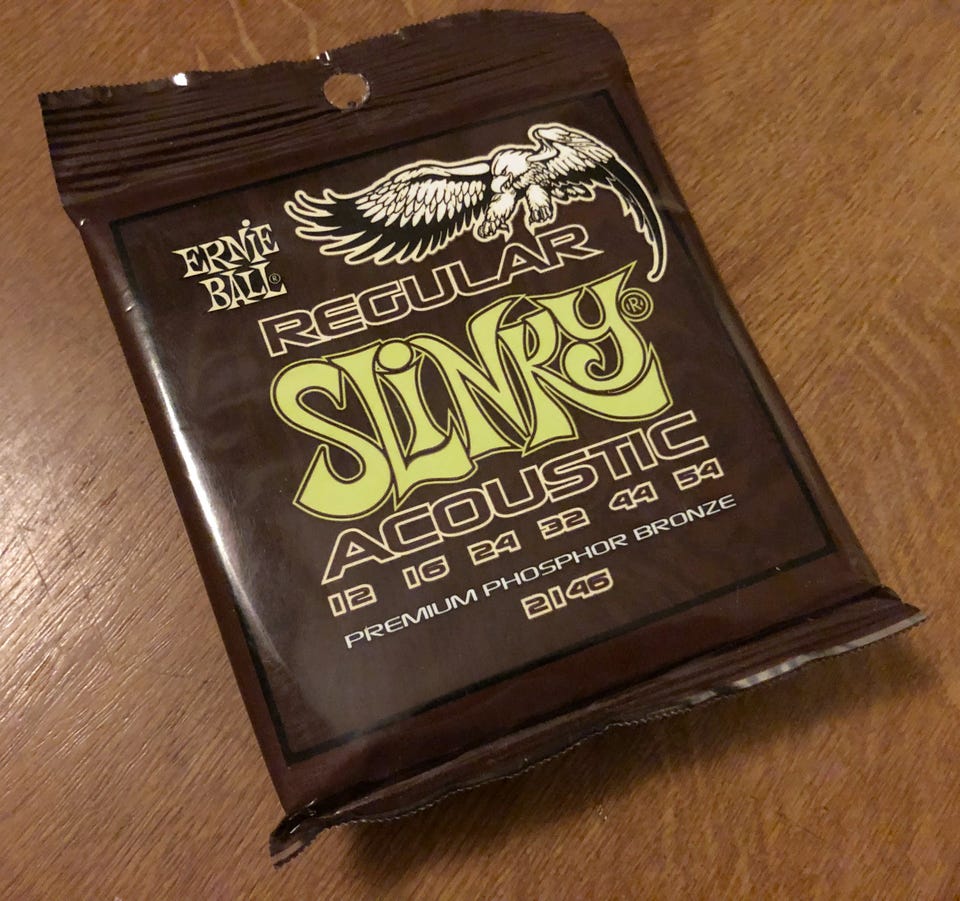 ERNIE
BALL®
REGULAR
SLINKY®
ACOUSTIC
12 16 24 32 44 54
PREMIUM PHOSPHOR BRONZE
2146